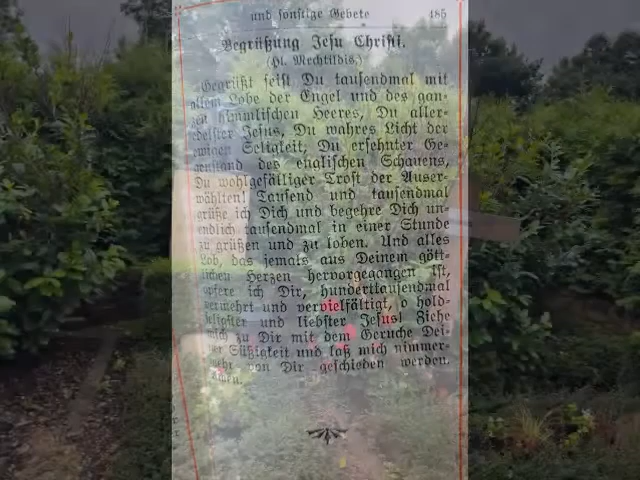 und sonstige Gebete 485
Begrüßung Jesu Christi.
(Hl. Mechtildis.)
Gegrüßt seist Du tausendmal mit
allem Lobe der Engel und des gan-
zen himmlischen Heeres, Du aller-
edelster Jesus, Du wahres Licht der
ewigen Seligkeit, Du ersehnter Ge-
genstand des englischen Schauens,
Du wohlgefälliger Trost der Auser-
wählten! Tausend und tausendmal
grüße ich Dich und begehre Dich un-
endlich tausendmal in einer Stunde
zu grüßen und zu loben. Und alles
Lob, das jemals aus Deinem gött-
lichen Herzen hervorgegangen ist,
opfere ich Dir, hunderttausendmal
vermehrt und vervielfältigt, o hold-
seligster und liebster Jesus! Ziehe
mich zu Dir mit dem Geruche Dei-
ner Süßigkeit und laß mich nimmer-
mehr von Dir geschieden werden.
Amen.